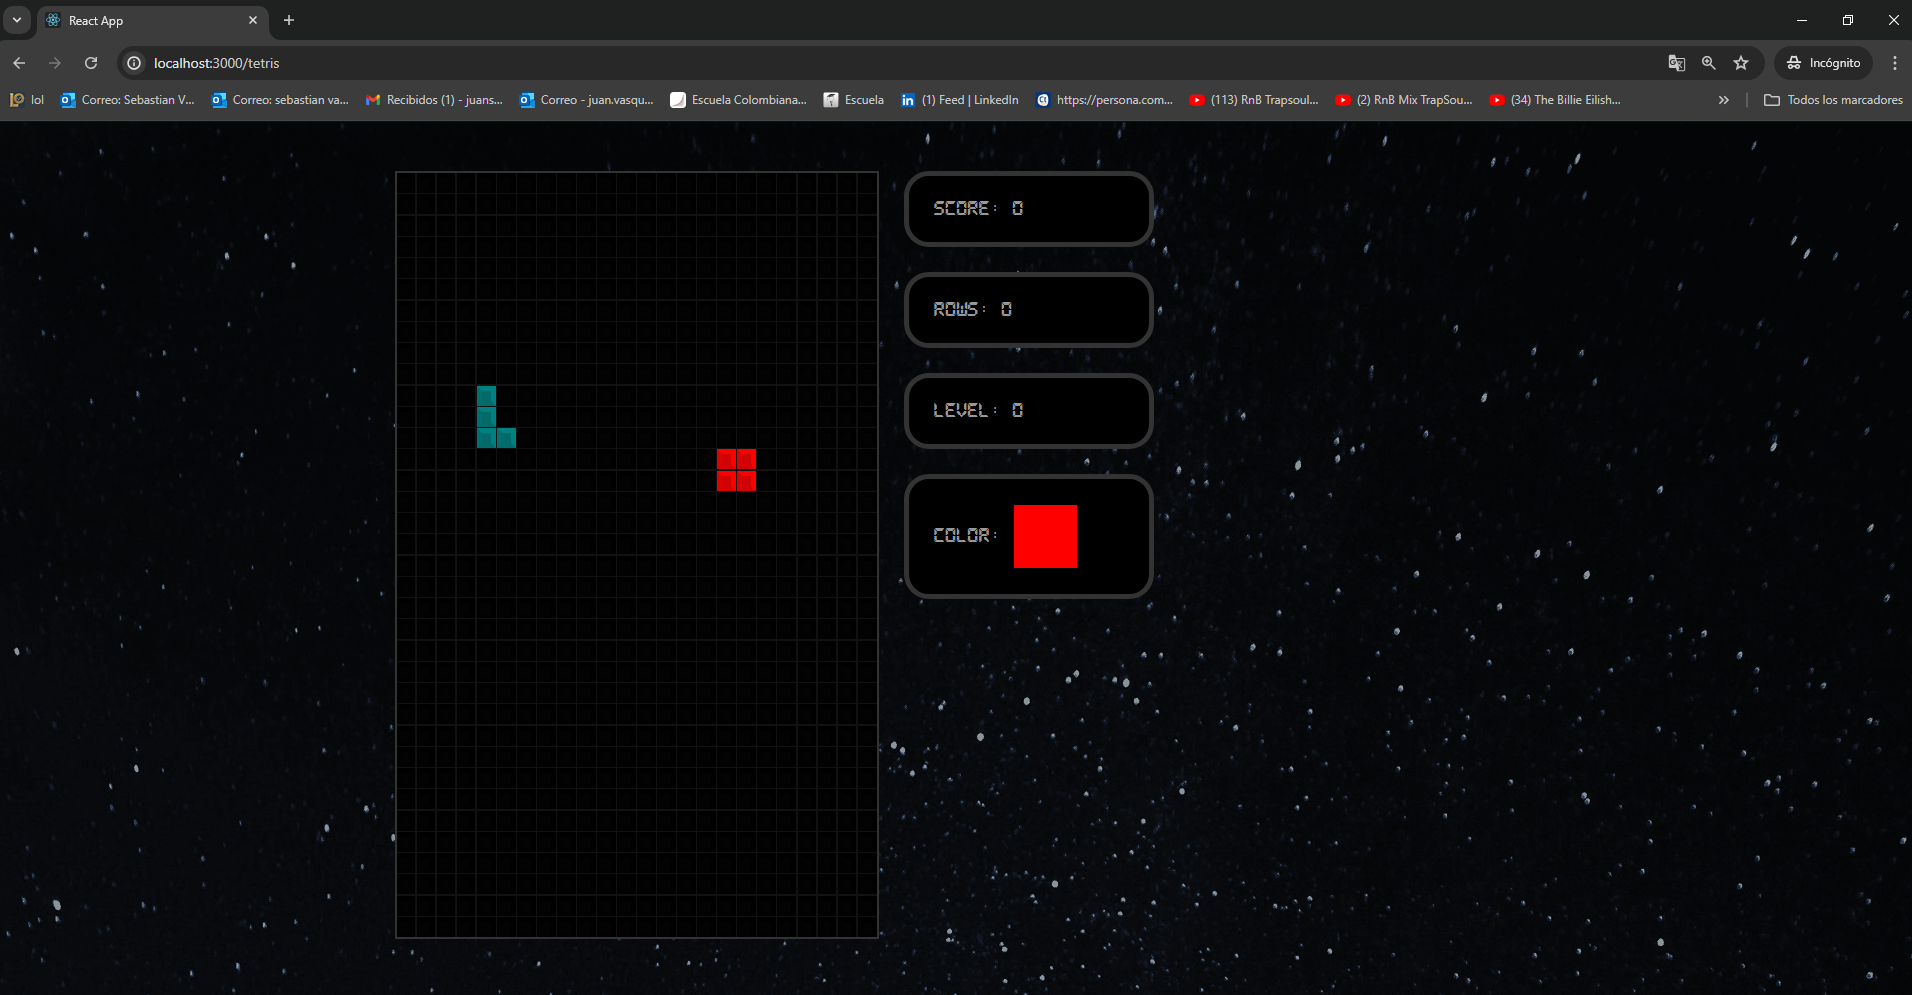 React App
localhost:3000/tetris
Incógnito
lol
Correo: Sebastian V...
Correo: sebastian va...
Recibidos (1) - juans...
Correo - juan.vasqu...
Escuela Colombiana...
Escuela
(1) Feed | LinkedIn
https://persona.com...
(113) RnB Trapsoul...
(2) RnB Mix TrapSou...
(34) The Billie Eilish...
Todos los marcadores
SCORE: 0
ROWS: 0
LEVEL: 0
COLOR: